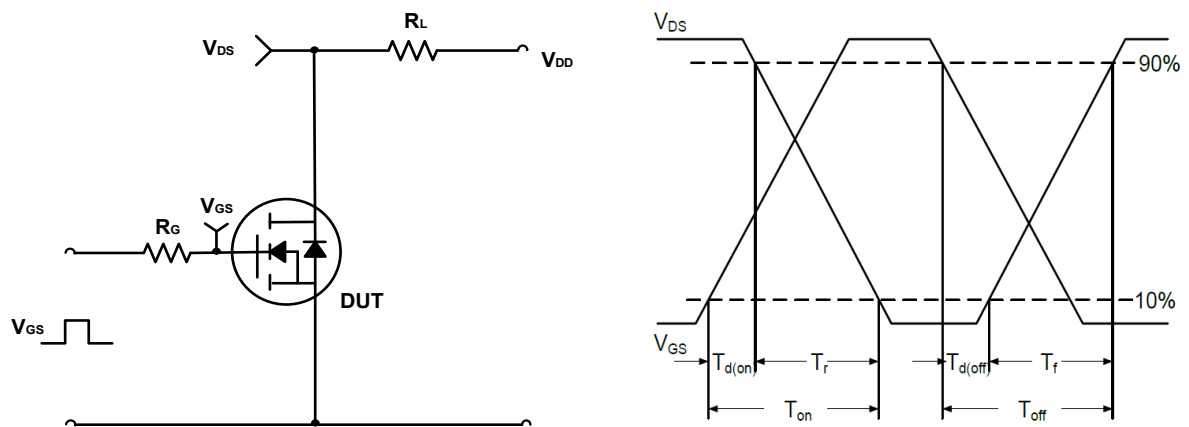 RL
VDS
VDD
VGS
RG
DUT
VGS
VDS
90%
10%
VGS
Td(on)
Tr
Td(off)
Tf
Ton
Toff